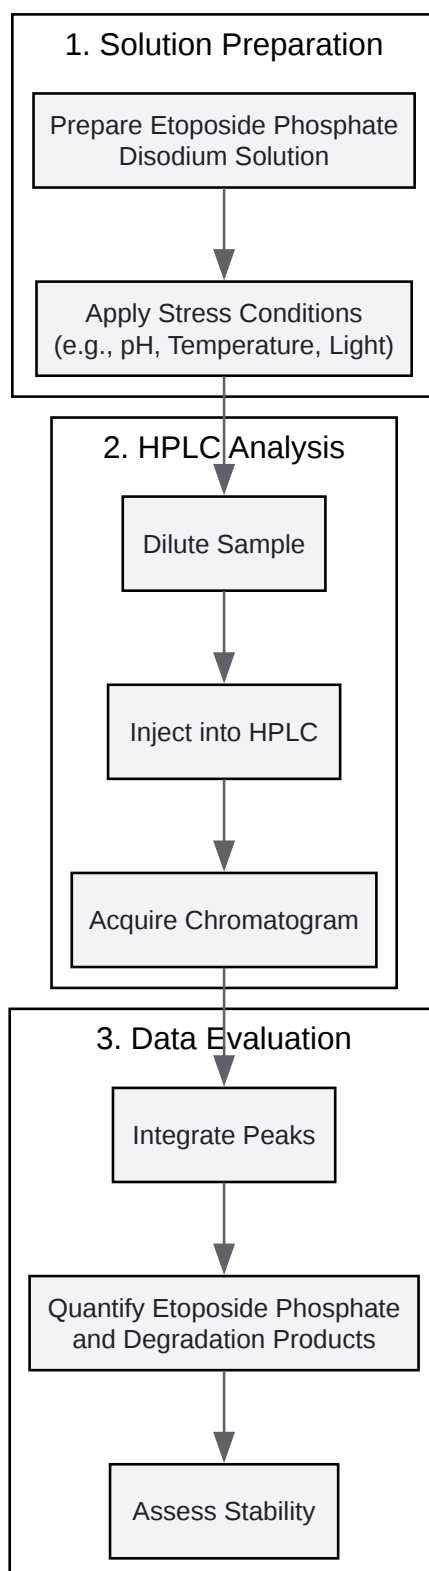 1. Solution Preparation
Prepare Etoposide Phosphate
Disodium Solution
Apply Stress Conditions
(e.g., pH, Temperature, Light)
2. HPLC Analysis
Dilute Sample
Inject into HPLC
Acquire Chromatogram
3. Data Evaluation
Integrate Peaks
Quantify Etoposide Phosphate
and Degradation Products
Assess Stability